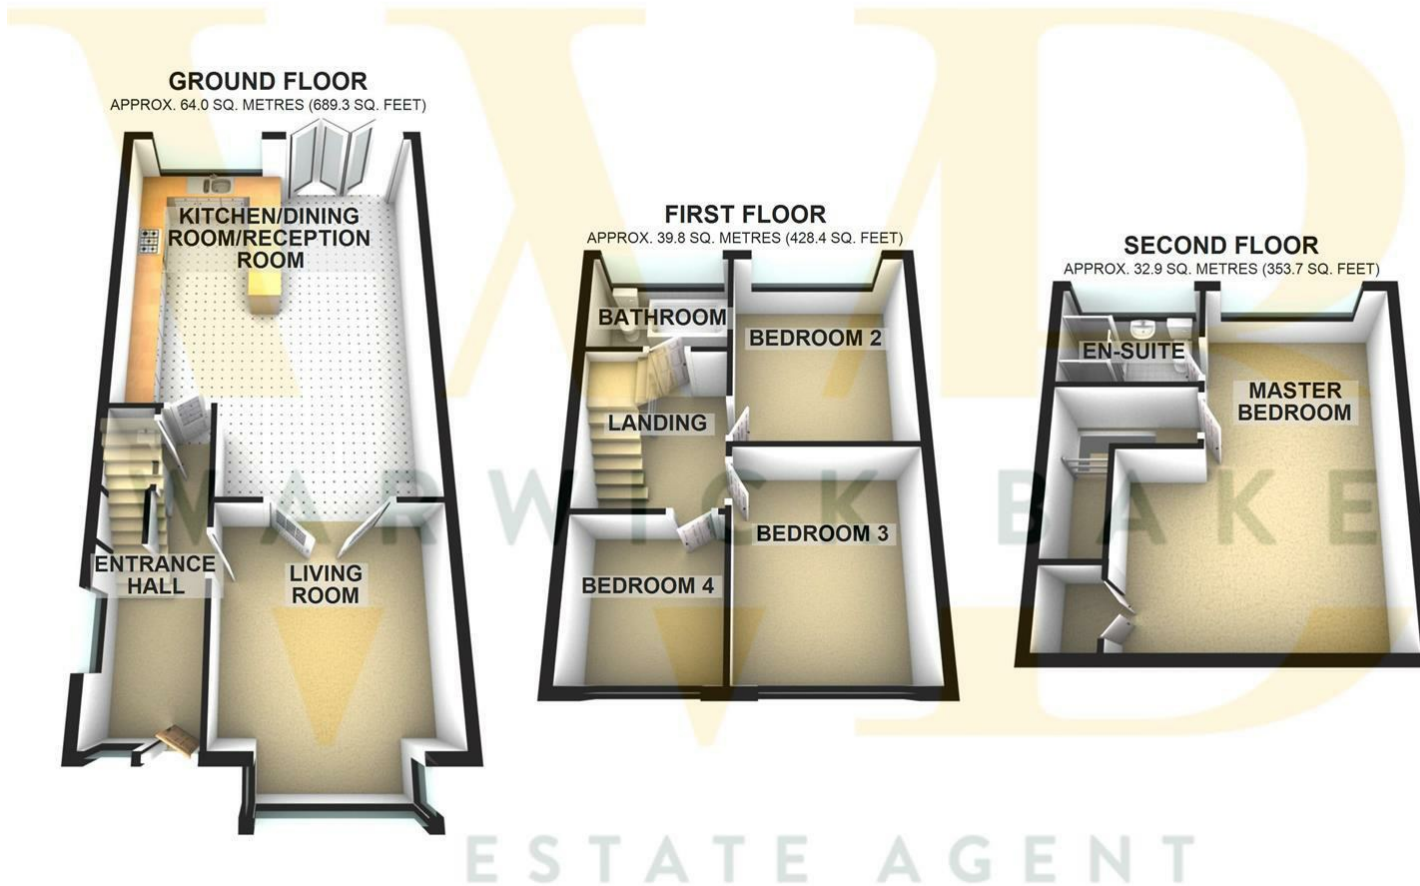 GROUND FLOOR
APPROX. 64.0 SQ. METRES (689.3 SQ. FEET)
KITCHEN/DINING
ROOM/RECEPTION
ROOM
ENTRANCE
HALL
LIVING
ROOM
FIRST FLOOR
APPROX. 39.8 SQ. METRES (428.4 SQ. FEET)
BATHROOM
BEDROOM 2
LANDING
BEDROOM 3
BEDROOM 4
SECOND FLOOR
APPROX. 32.9 SQ. METRES (353.7 SQ. FEET)
EN-SUITE
MASTER
BEDROOM
WARWICK BAKE
ESTATE AGENT